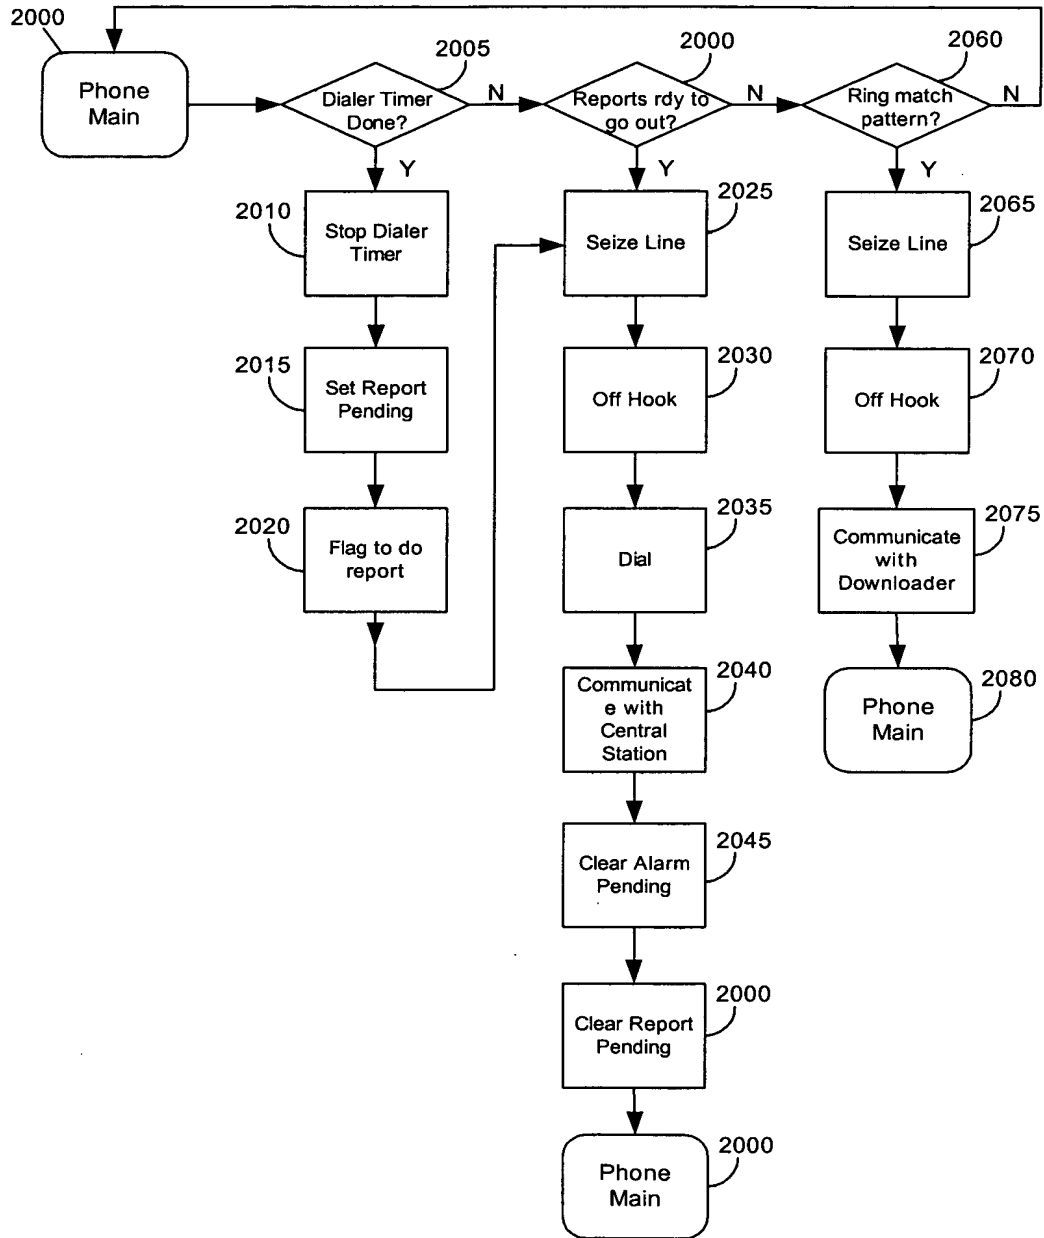 2000
Phone
Main
2005
Dialer Timer
Done?
N
Y
2000
Reports rdy to
go out?
N
Y
2060
Ring match
pattern?
N
Y
2010
Stop Dialer
Timer
2015
Set Report
Pending
2020
Flag to do
report
2025
Seize Line
2030
Off Hook
2035
Dial
2040
Communicat
e with
Central
Station
2045
Clear Alarm
Pending
2000
Clear Report
Pending
2000
Phone
Main
2065
Seize Line
2070
Off Hook
2075
Communicate
with
Downloader
2080
Phone
Main